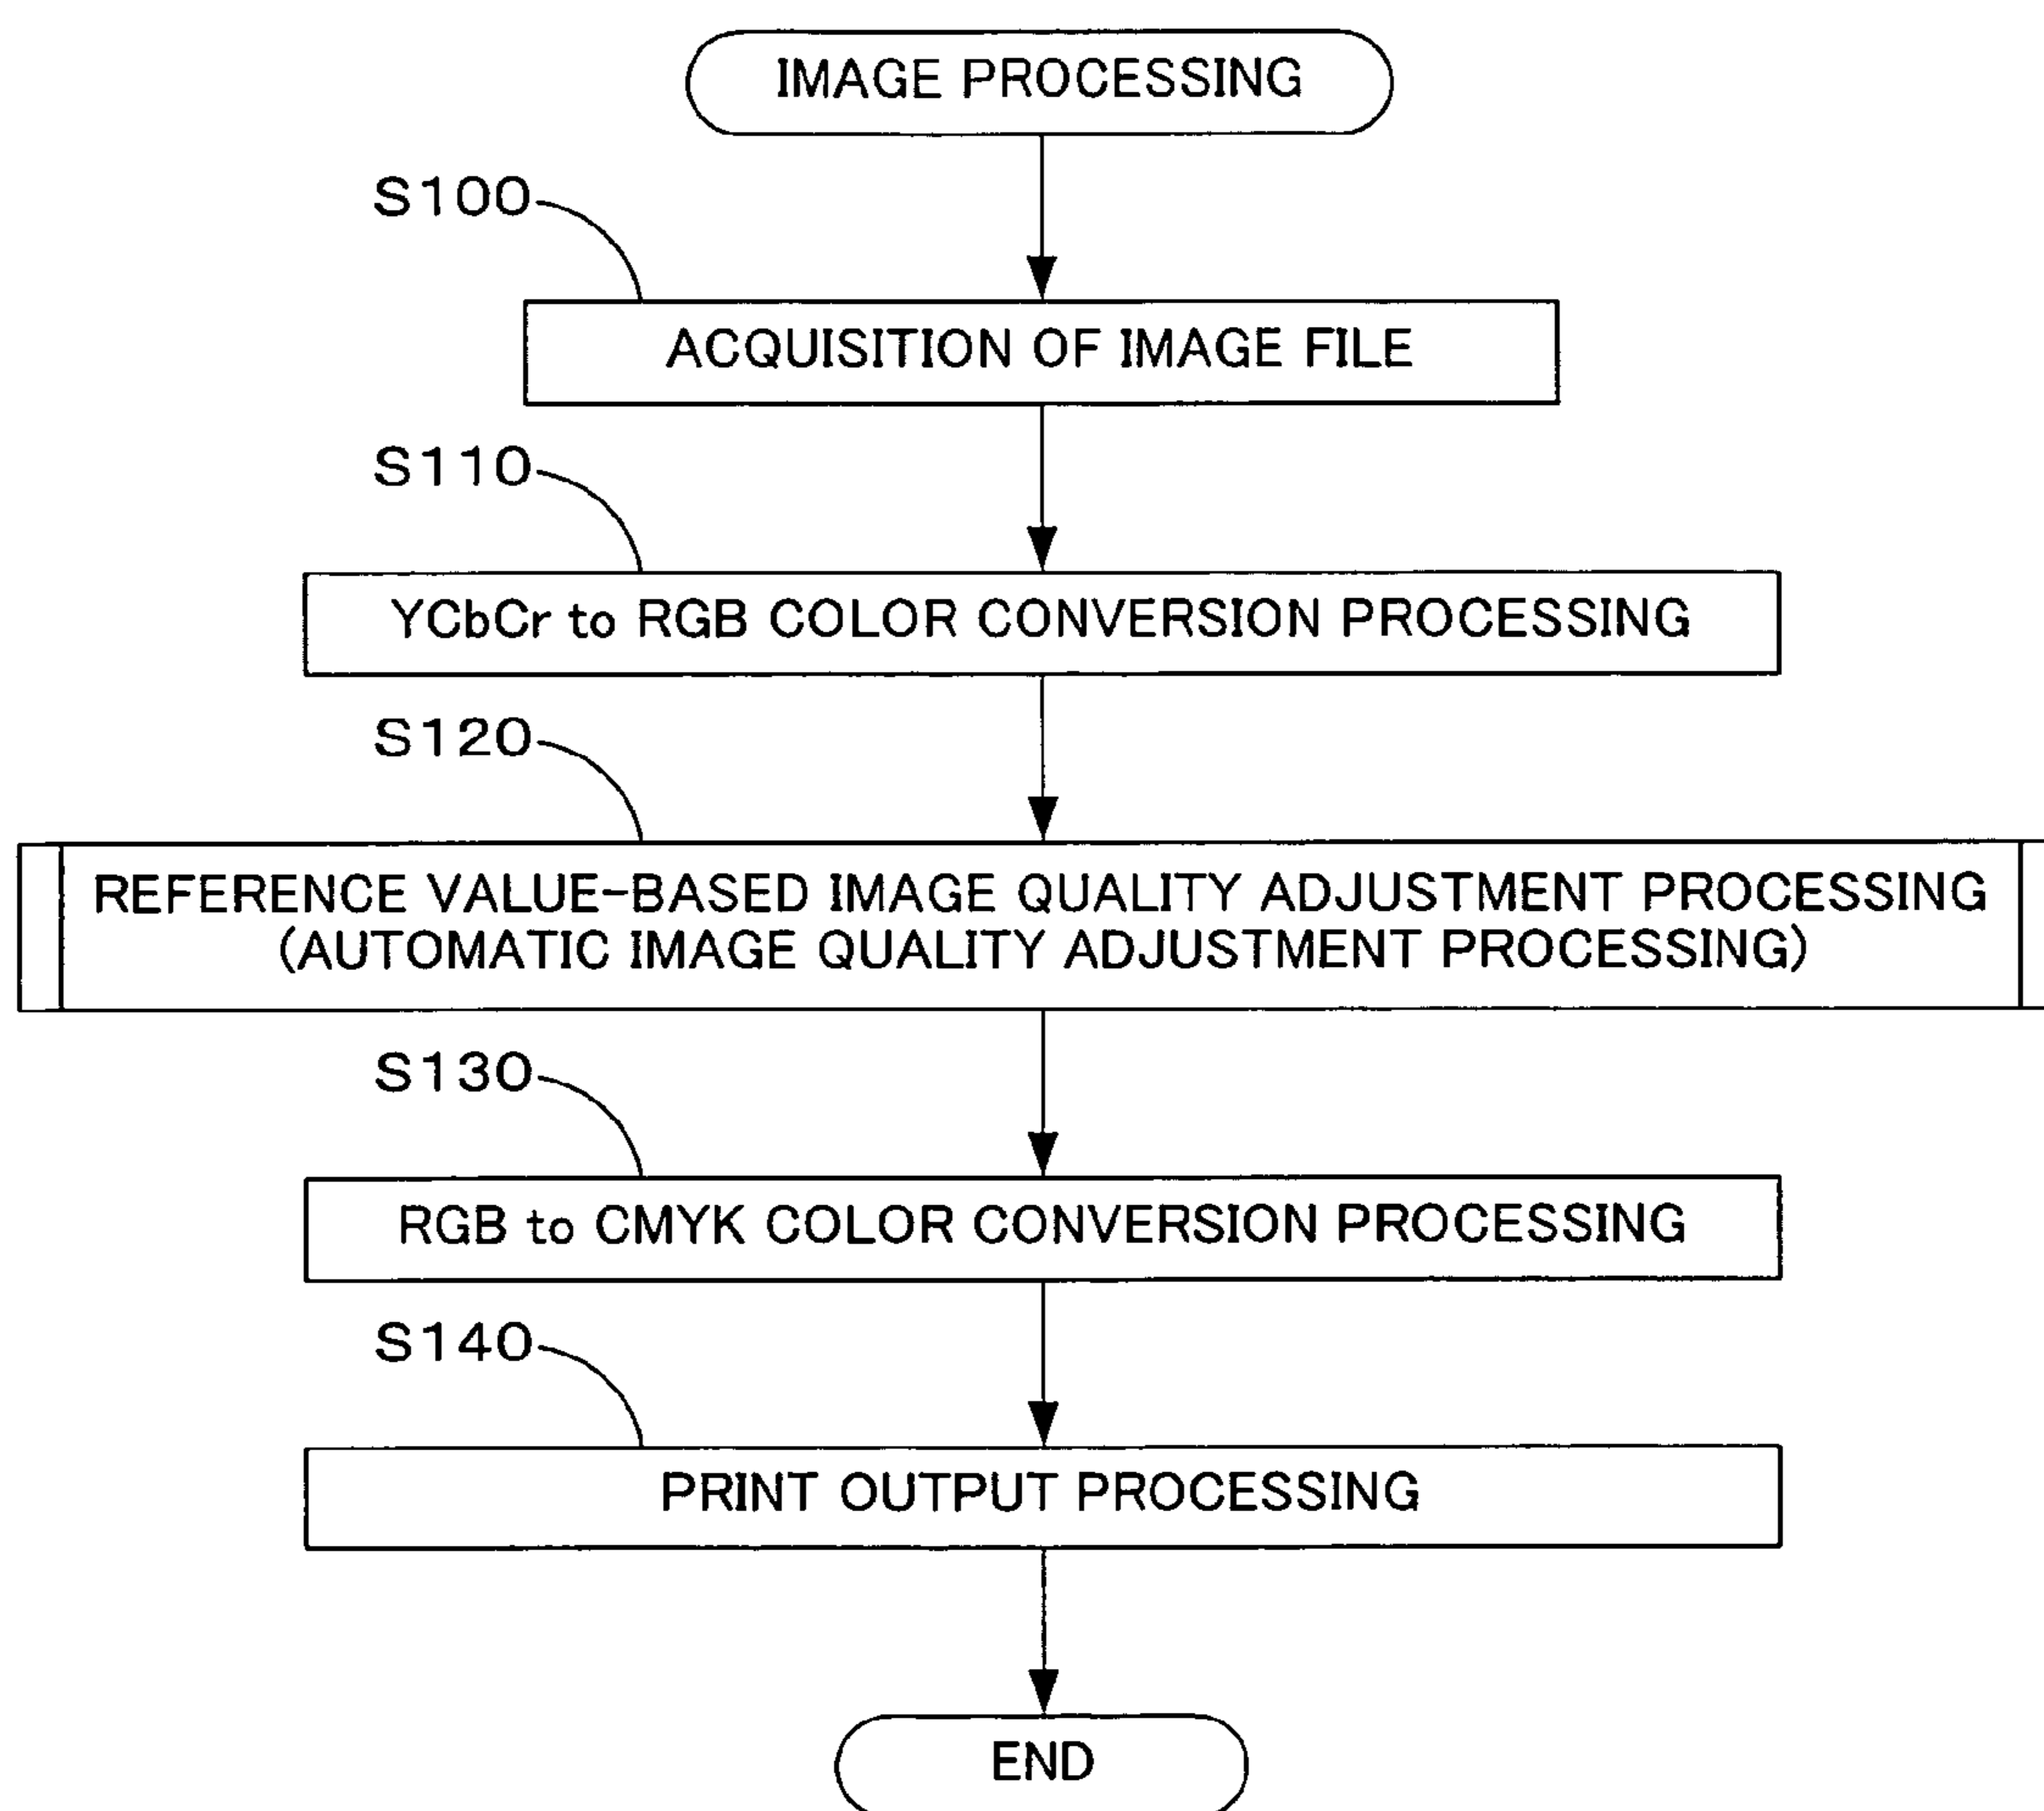 IMAGE PROCESSING
S100
ACQUISITION OF IMAGE FILE
S110
YCbCr to RGB COLOR CONVERSION PROCESSING
S120
REFERENCE VALUE-BASED IMAGE QUALITY ADJUSTMENT PROCESSING
(AUTOMATIC IMAGE QUALITY ADJUSTMENT PROCESSING)
S130
RGB to CMYK COLOR CONVERSION PROCESSING
S140
PRINT OUTPUT PROCESSING
END